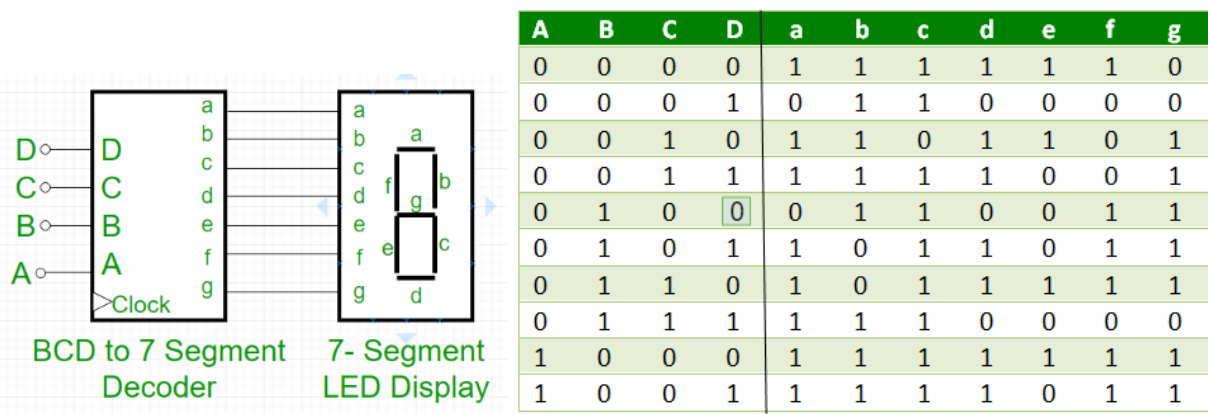 D D a a
C C b b a
B B c c f b
A A d d g
e e e c
f f
Clock g g d
BCD to 7 Segment Decoder
7- Segment LED Display
A B C D a b c d e f g
0 0 0 0 1 1 1 1 1 1 0
0 0 0 1 0 1 1 0 0 0 0
0 0 1 0 1 1 0 1 1 0 1
0 0 1 1 1 1 1 1 0 0 1
0 1 0 0 0 1 1 0 0 1 1
0 1 0 1 1 0 1 1 0 1 1
0 1 1 0 1 0 1 1 1 1 1
0 1 1 1 1 1 1 0 0 0 0
1 0 0 0 1 1 1 1 1 1 1
1 0 0 1 1 1 1 1 0 1 1